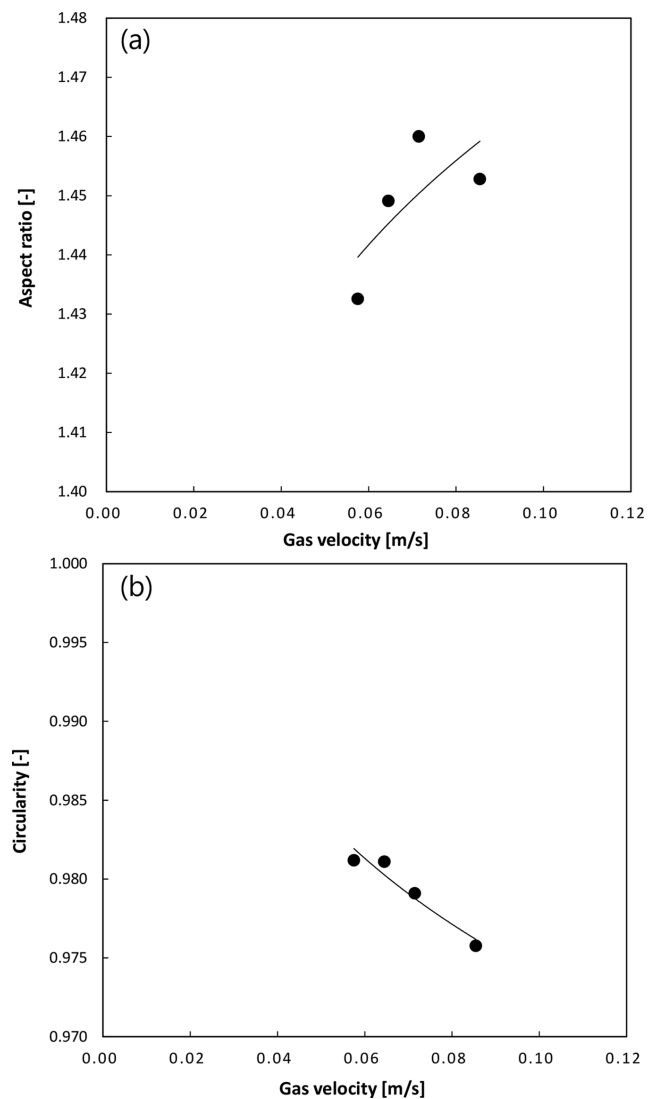 (a)
1.48
1.47
1.46
1.45
1.44
1.43
1.42
1.41
1.40
Aspect ratio [-]
0.00 0.02 0.04 0.06 0.08 0.10 0.12
Gas velocity [m/s]
(b)
1.000
0.995
0.990
0.985
0.980
0.975
0.970
Circularity [-]
0.00 0.02 0.04 0.06 0.08 0.10 0.12
Gas velocity [m/s]